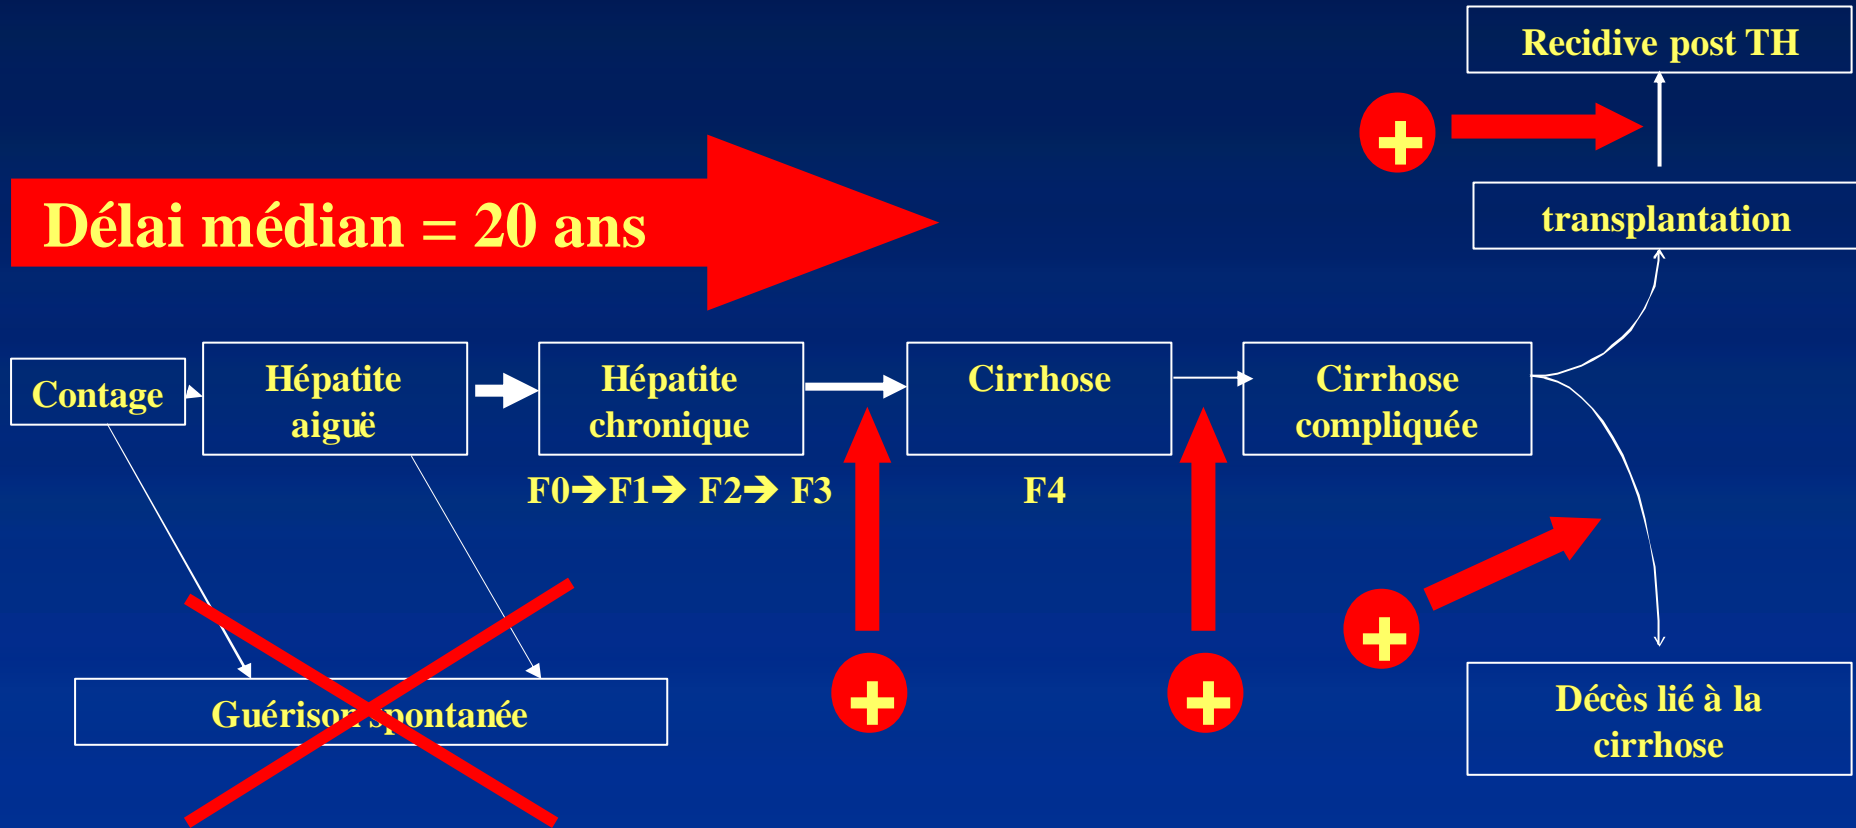 Recidive post TH
+
transplantation
Délai médian = 20 ans
Contage
Hépatite
aiguë
Hépatite
chronique
Cirrhose
Cirrhose
compliquée
F0➔F1➔ F2➔ F3
F4
+
+
+
Guérison spontanée
Décès lié à la
cirrhose